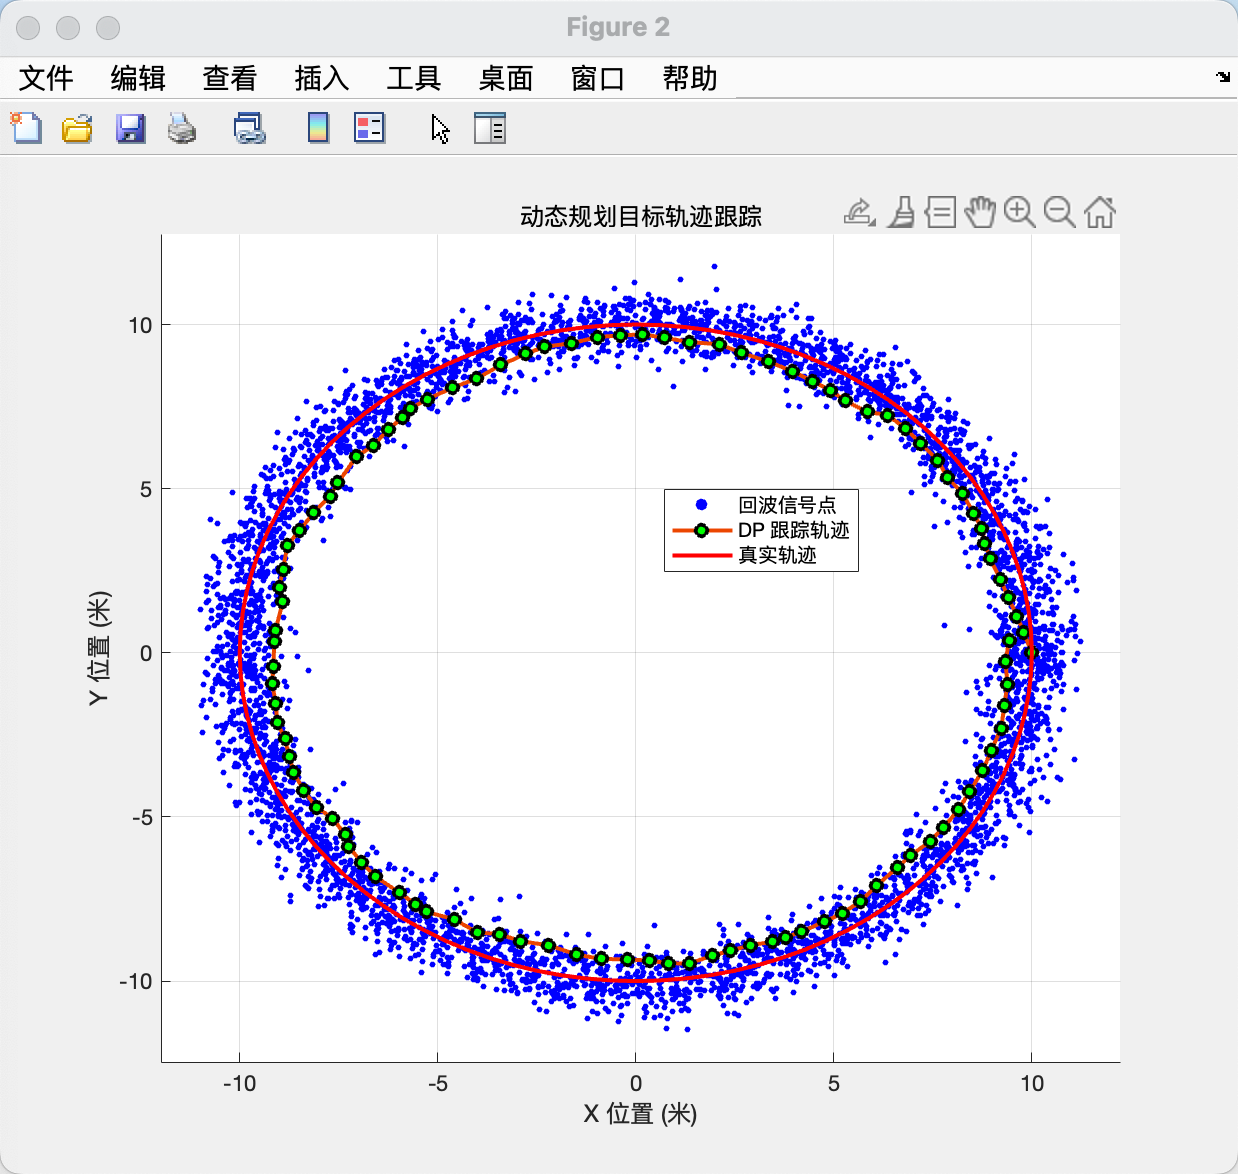 Figure 2
文件 编辑 查看 插入 工具 桌面 窗口 帮助
动态规划目标轨迹跟踪
10
5
0
-5
-10
Y 位置 (米)
回波信号点
DP 跟踪轨迹
真实轨迹
-10 -5 0 5 10
X 位置 (米)